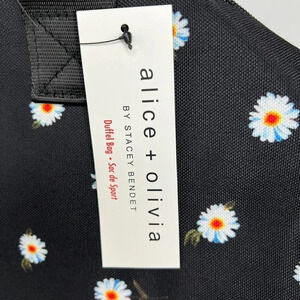 alice + olivia
BY STACEY BENDET
Duffel Bag • Sac de Sport